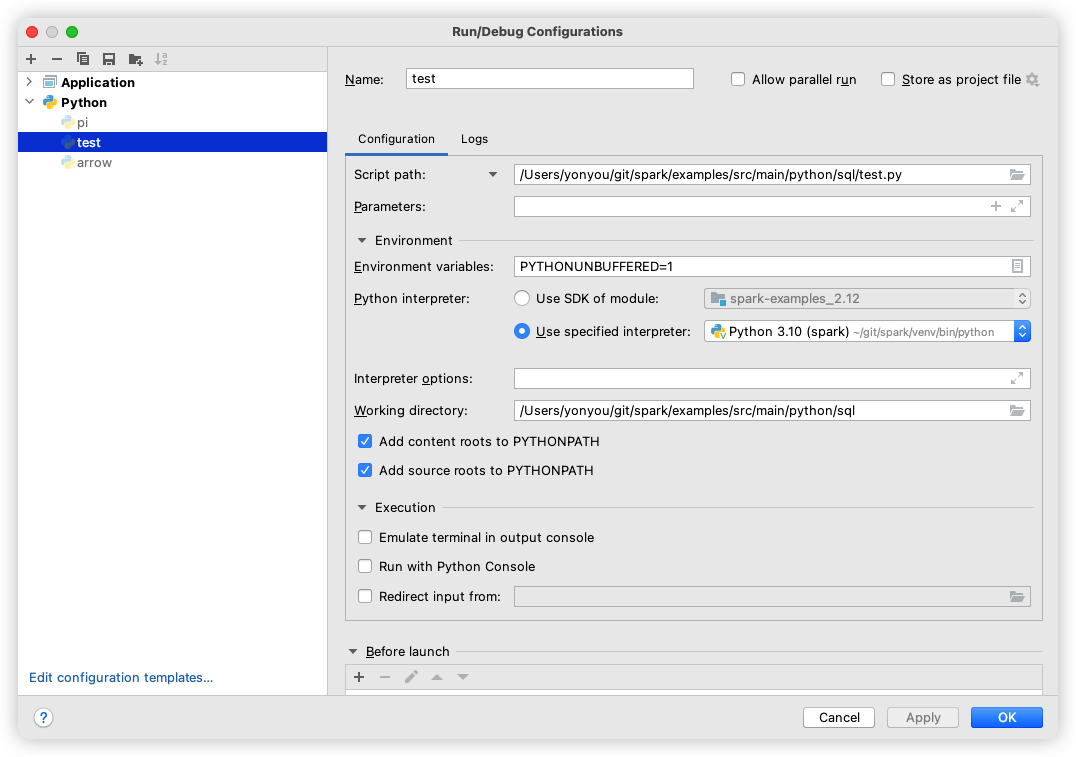 Run/Debug Configurations
Application
Python
pi
test
arrow
Name: test
Allow parallel run
Store as project file
Configuration Logs
Script path: /Users/yonyou/git/spark/examples/src/main/python/sql/test.py
Parameters:
Environment
Environment variables: PYTHONUNBUFFERED=1
Python interpreter: Use SDK of module: spark-examples_2.12
Use specified interpreter: Python 3.10 (spark) ~/git/spark/venv/bin/python
Interpreter options:
Working directory: /Users/yonyou/git/spark/examples/src/main/python/sql
Add content roots to PYTHONPATH
Add source roots to PYTHONPATH
Execution
Emulate terminal in output console
Run with Python Console
Redirect input from:
Before launch
Edit configuration templates...
? Cancel Apply OK